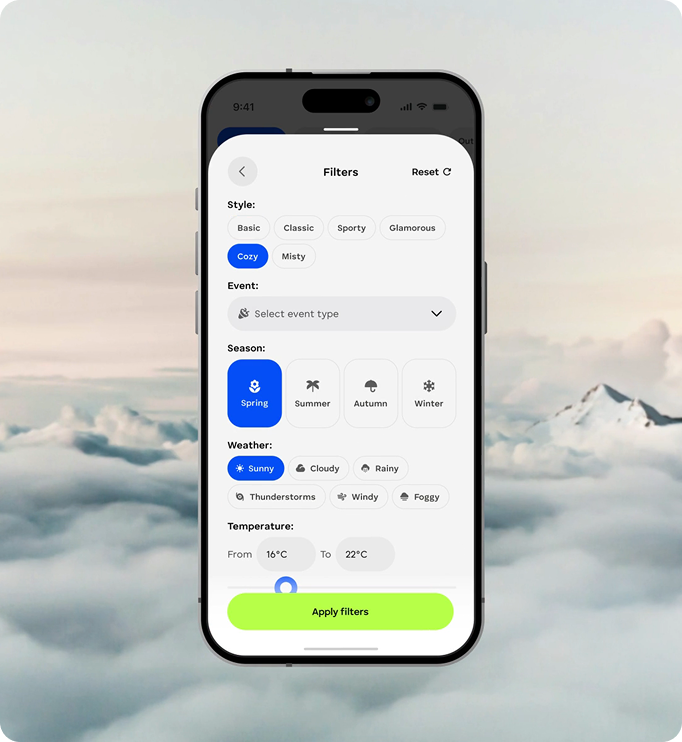 9:41
Out
Filters
Reset
Style:
Basic Classic Sporty Glamorous
Cozy Misty
Event:
Select event type
Season:
Spring Summer Autumn Winter
Weather:
Sunny Cloudy Rainy
Thunderstorms Windy Foggy
Temperature:
From 16°C To 22°C
Apply filters